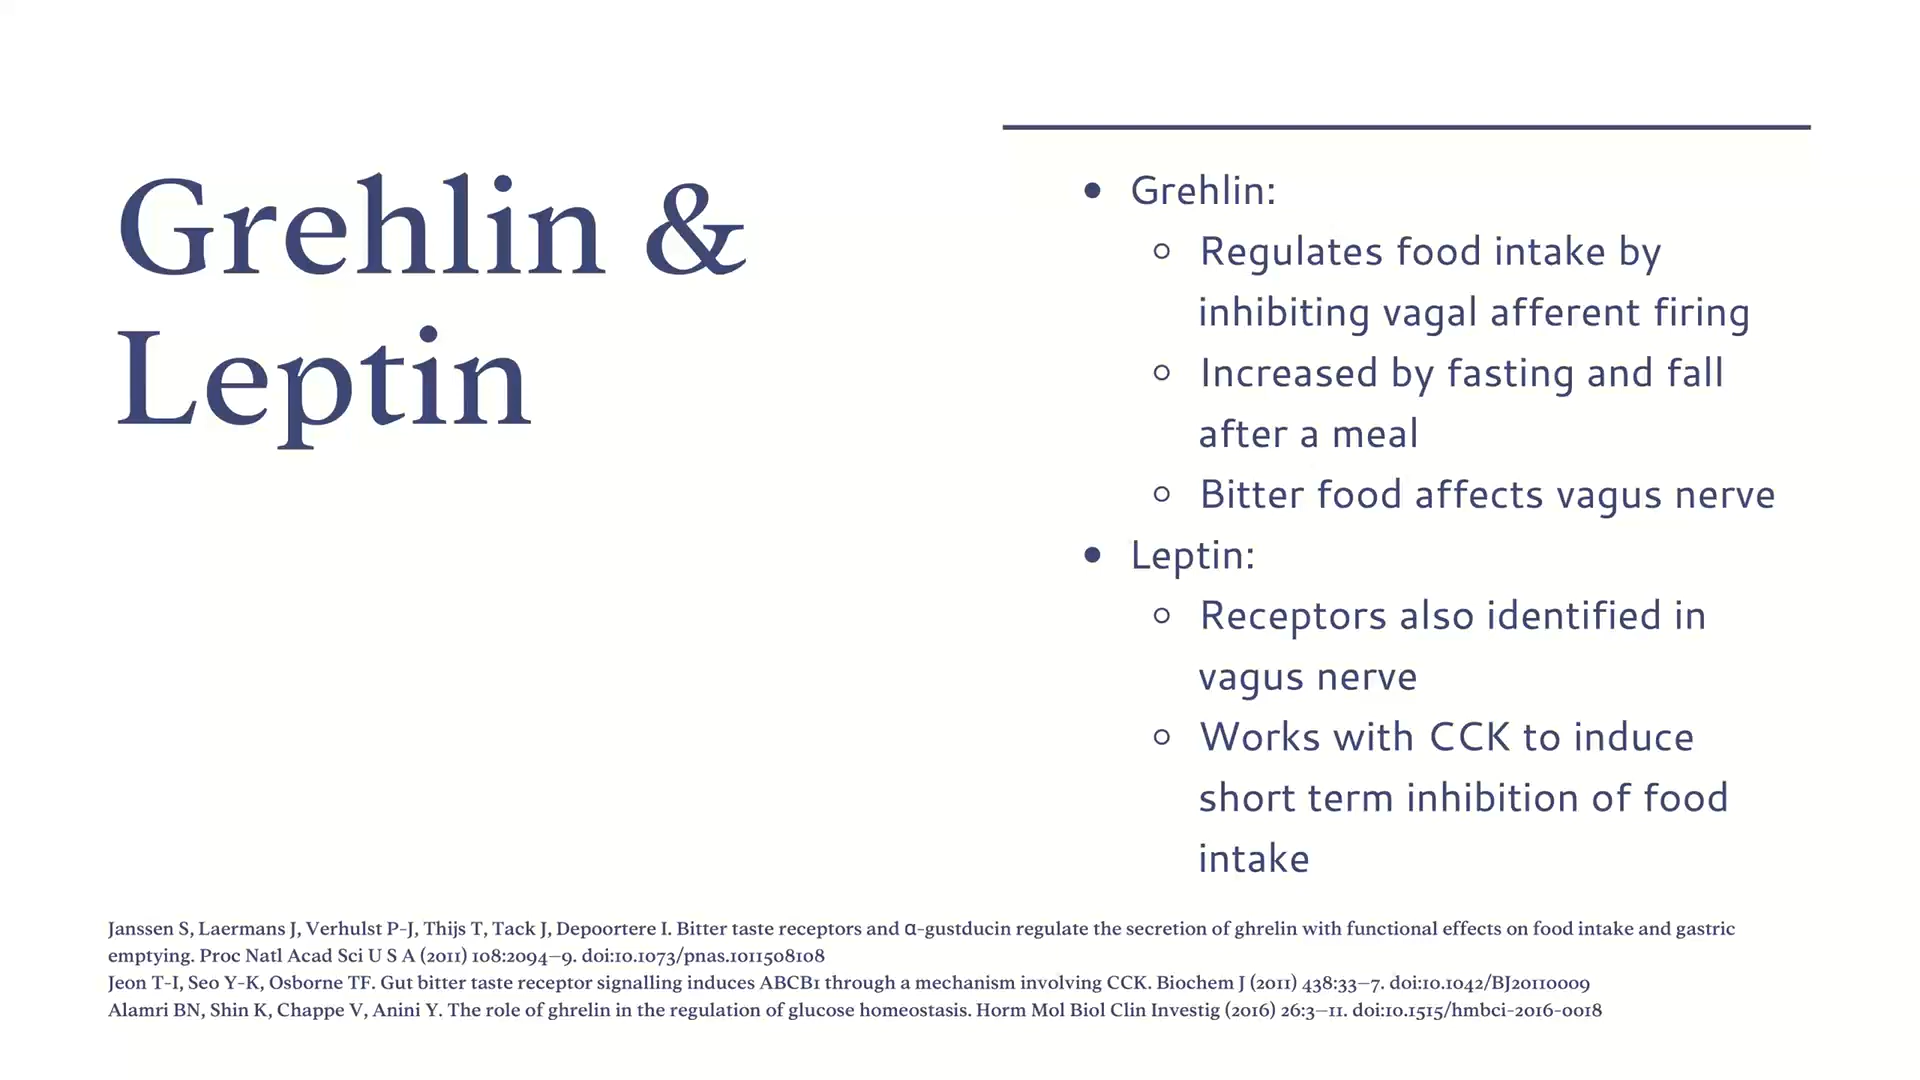 Grehlin &
Leptin
• Grehlin:
○ Regulates food intake by
inhibiting vagal afferent firing
○ Increased by fasting and fall
after a meal
○ Bitter food affects vagus nerve
• Leptin:
○ Receptors also identified in
vagus nerve
○ Works with CCK to induce
short term inhibition of food
intake
Janssen S, Laermans J, Verhulst P-J, Thijs T, Tack J, Depoortere I. Bitter taste receptors and α-gustducin regulate the secretion of ghrelin with functional effects on food intake and gastric
emptying. Proc Natl Acad Sci U S A (2011) 108:2094–9. doi:10.1073/pnas.1011508108
Jeon T-I, Seo Y-K, Osborne TF. Gut bitter taste receptor signalling induces ABCB1 through a mechanism involving CCK. Biochem J (2011) 438:33–7. doi:10.1042/BJ20110009
Alamri BN, Shin K, Chappe V, Anini Y. The role of ghrelin in the regulation of glucose homeostasis. Horm Mol Biol Clin Investig (2016) 26:3–11. doi:10.1515/hmbci-2016-0018